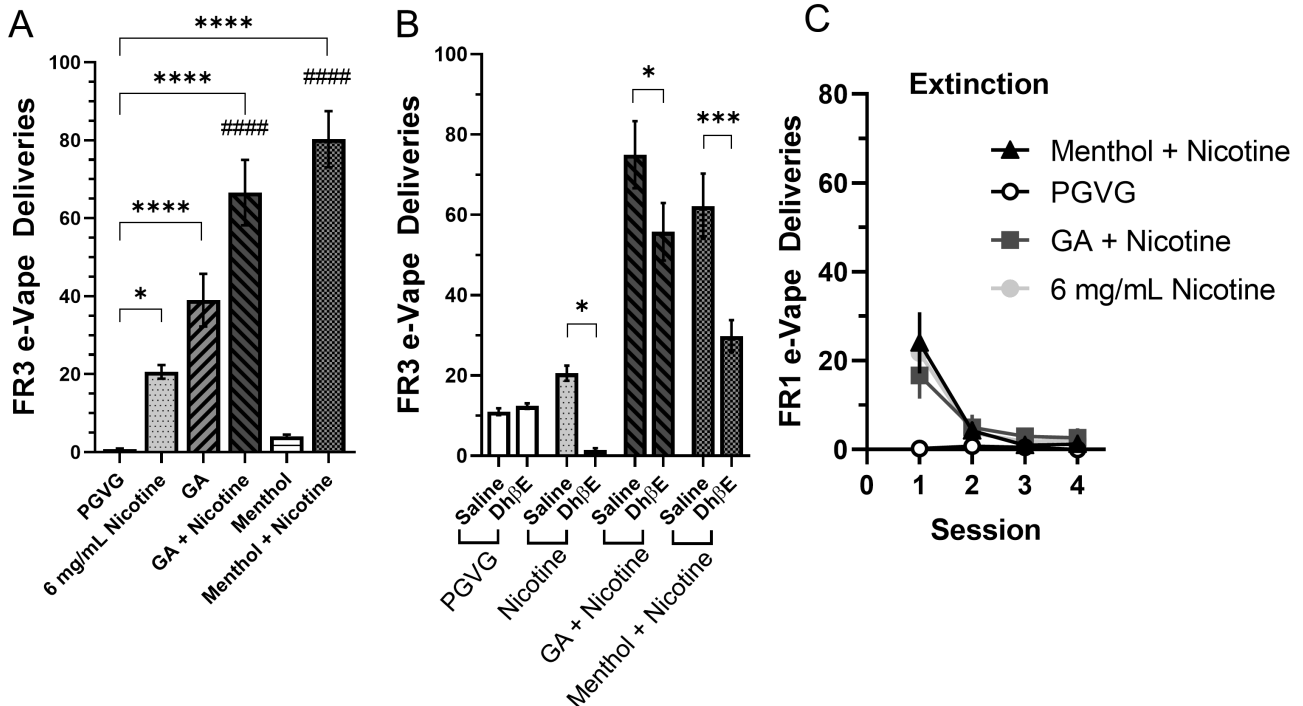 A
FR3 e-Vape Deliveries
100
80
60
40
20
0
****
****
####
####
****
*
PGVG
6 mg/mL Nicotine
GA
GA + Nicotine
Menthol
Menthol + Nicotine
B
FR3 e-Vape Deliveries
100
80
60
40
20
0
*
***
*
Saline
DhβE
Saline
DhβE
Saline
DhβE
Saline
DhβE
PGVG
Nicotine
GA + Nicotine
Menthol + Nicotine
C
Extinction
FR1 e-Vape Deliveries
80
60
40
20
0
Menthol + Nicotine
PGVG
GA + Nicotine
6 mg/mL Nicotine
0 1 2 3 4
Session